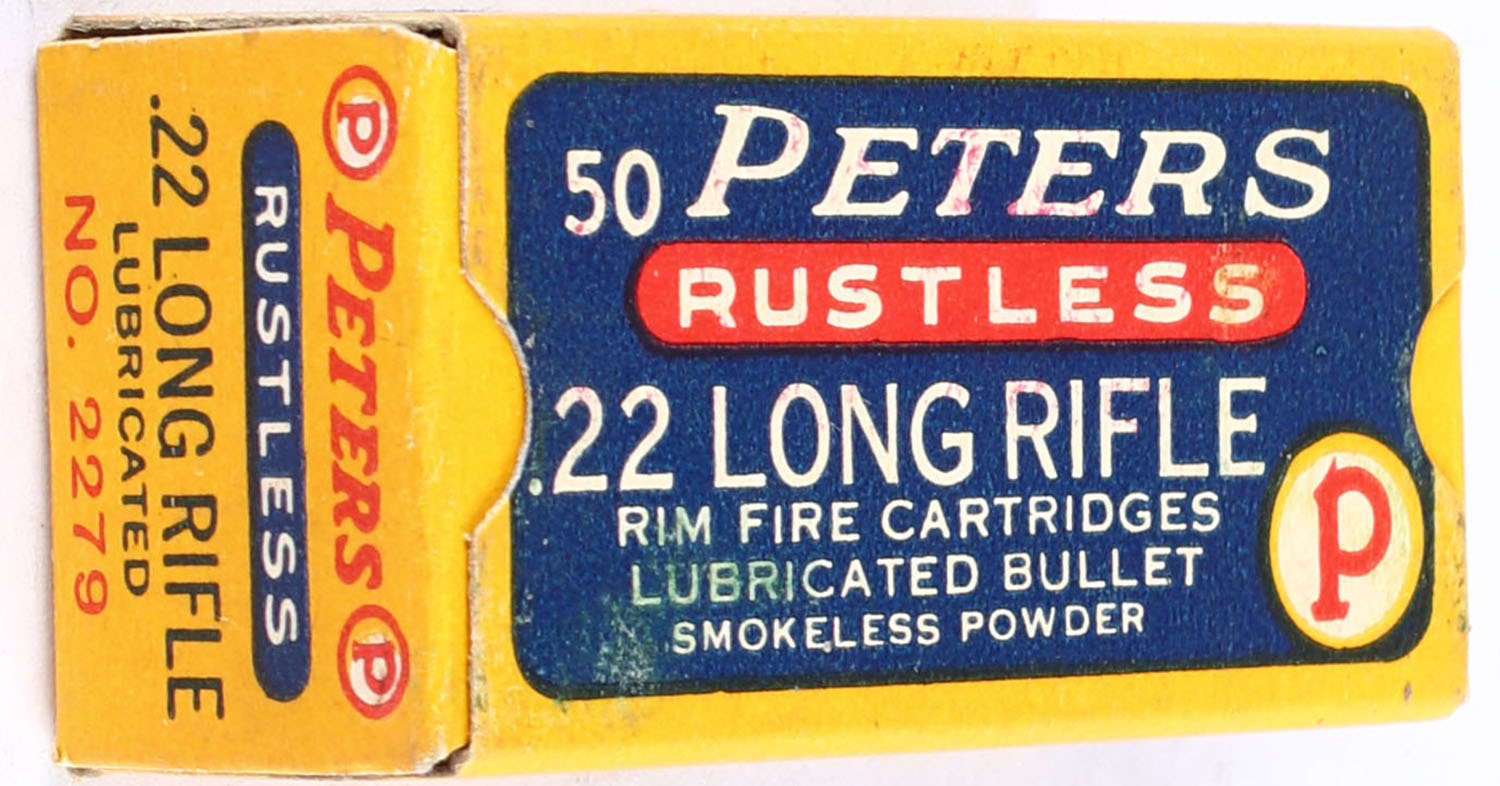 50 PETERS
RUSTLESS
.22 LONG RIFLE
RIM FIRE CARTRIDGES
LUBRICATED BULLET
SMOKELESS POWDER
P
P PETERS P
RUSTLESS
.22 LONG RIFLE
LUBRICATED
NO. 2279